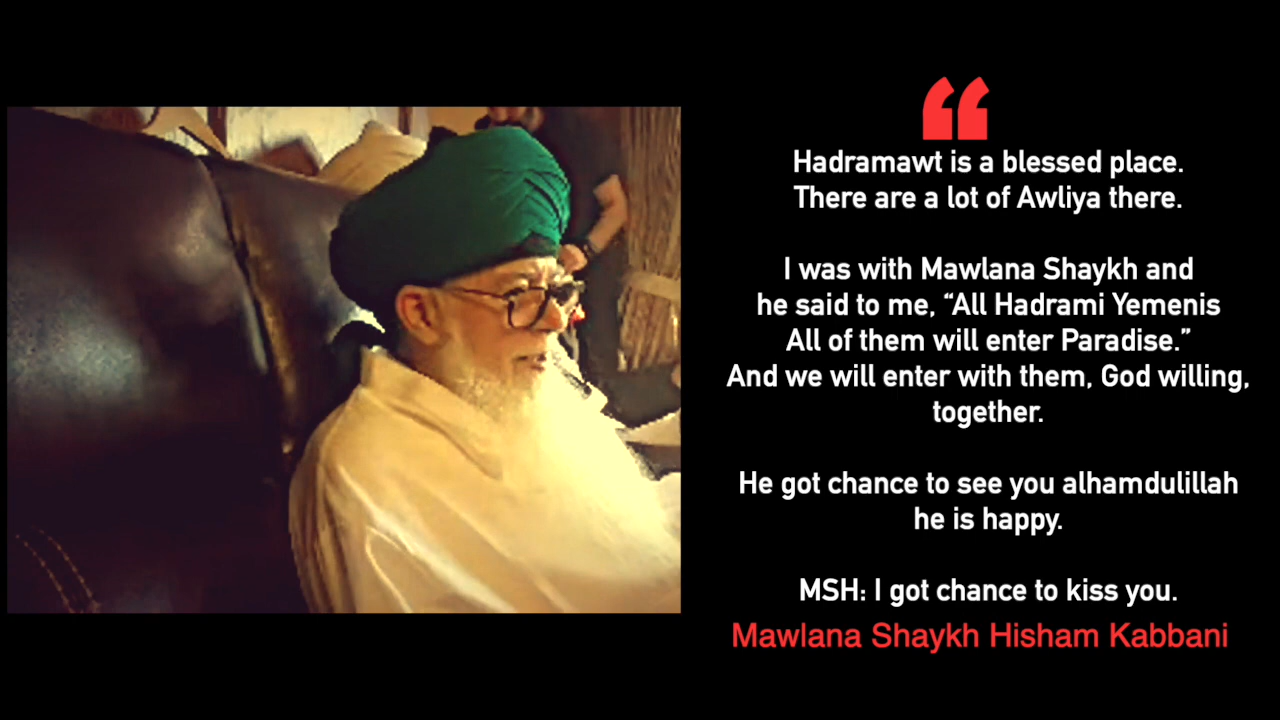 “
Hadramawt is a blessed place.
There are a lot of Awliya there.
I was with Mawlana Shaykh and
he said to me, “All Hadrami Yemenis
All of them will enter Paradise.”
And we will enter with them, God willing,
together.
He got chance to see you alhamdulillah
he is happy.
MSH: I got chance to kiss you.
Mawlana Shaykh Hisham Kabbani